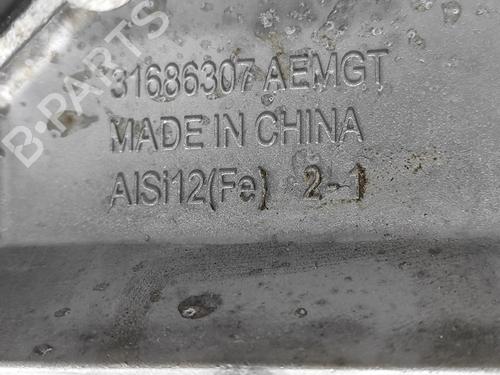 31686307 AEMGT
MADE IN CHINA
AlSi12(Fe) 2-1
B-PARTS